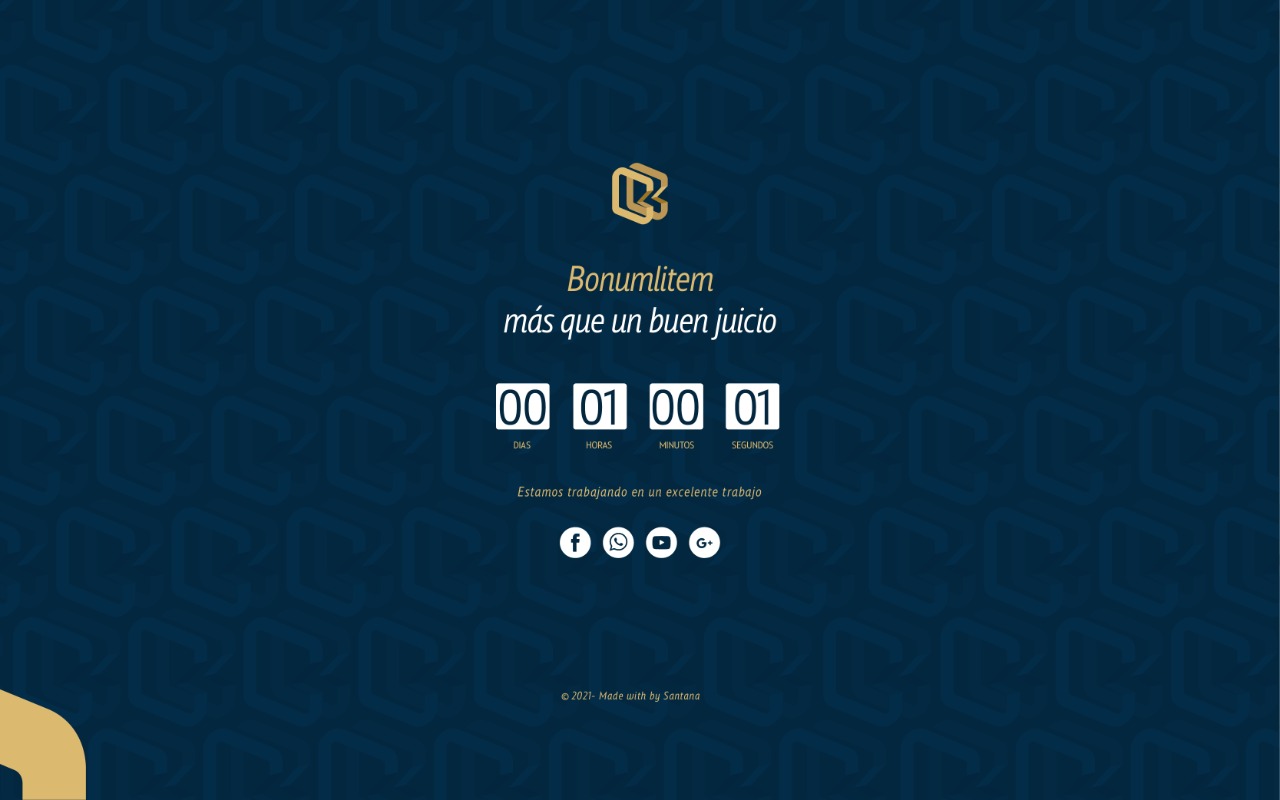 Bonumlitem
más que un buen juicio
00 01 00 01
DIAS HORAS MINUTOS SEGUNDOS
Estamos trabajando en un excelente trabajo
© 2021- Made with by Santana